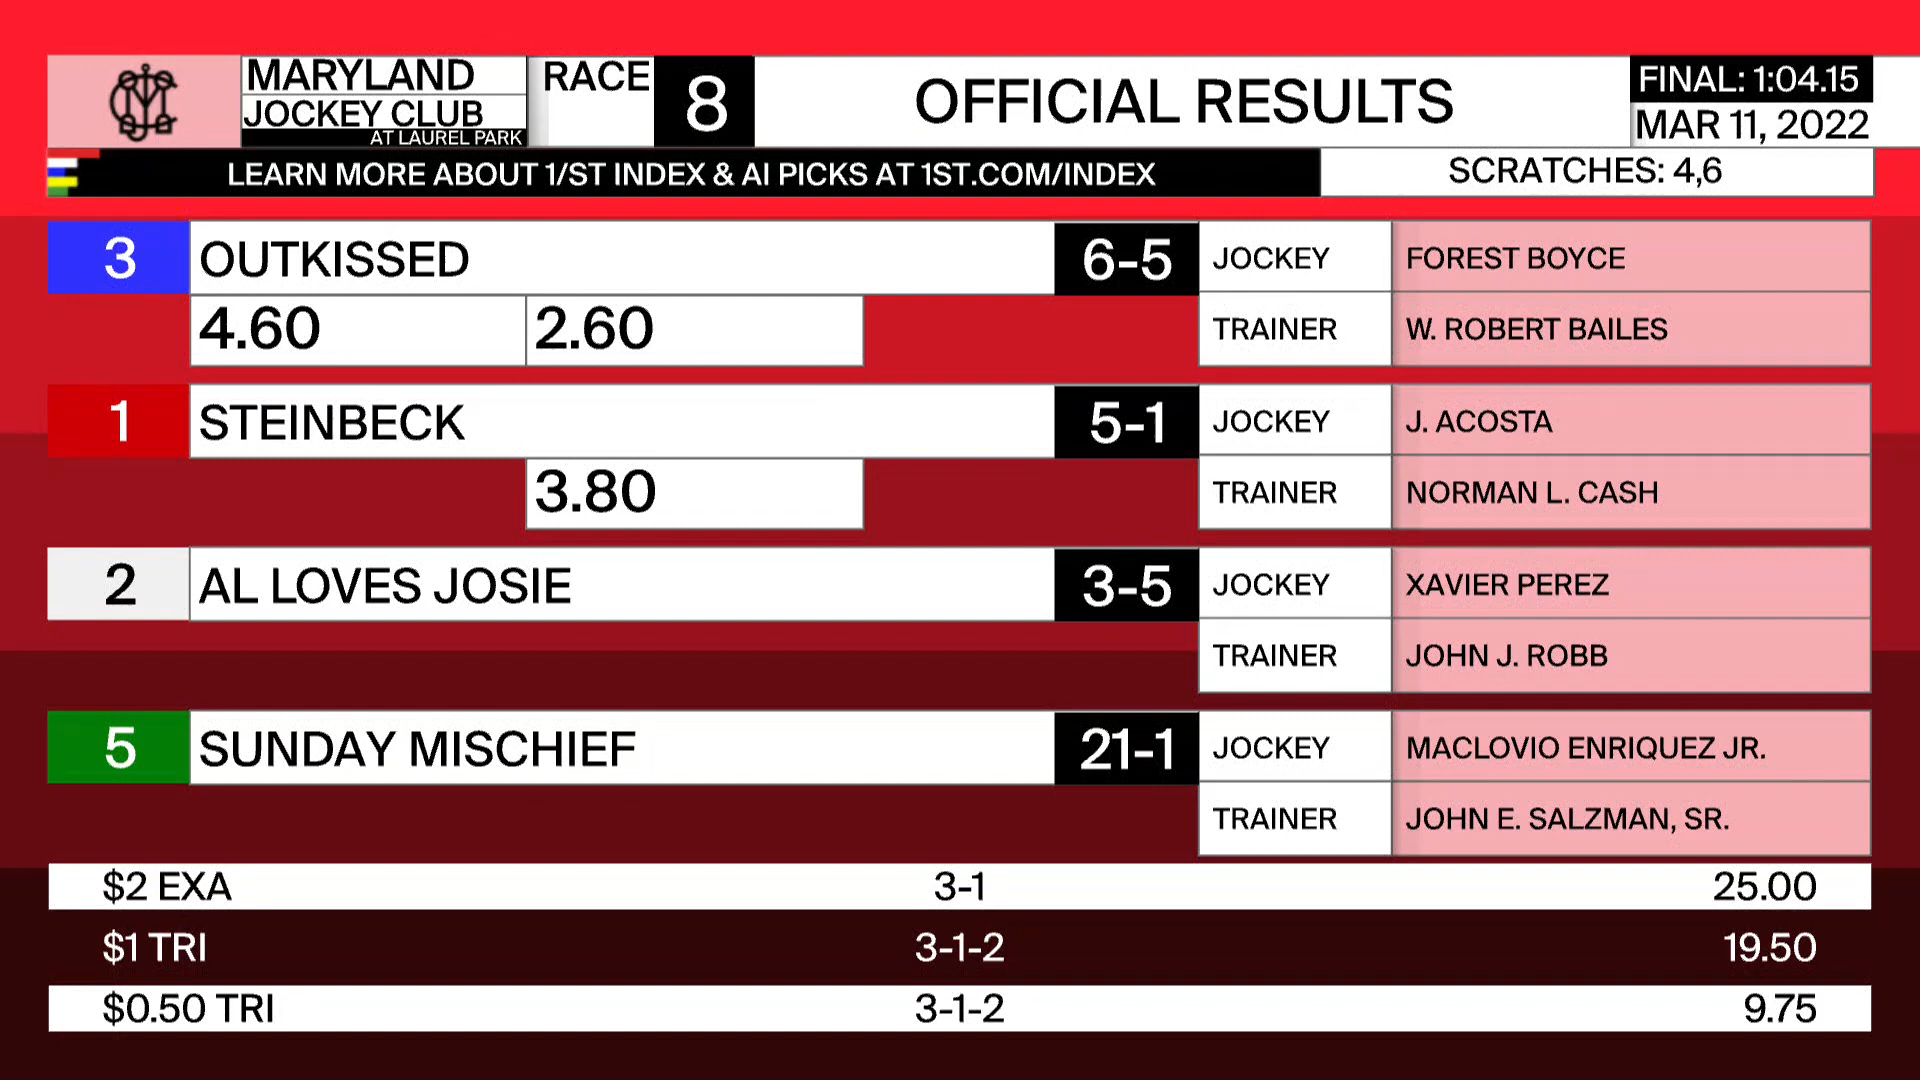 MARYLAND
JOCKEY CLUB
AT LAUREL PARK
RACE 8
OFFICIAL RESULTS
FINAL: 1:04.15
MAR 11, 2022
LEARN MORE ABOUT 1/ST INDEX & AI PICKS AT 1ST.COM/INDEX
SCRATCHES: 4,6
3 OUTKISSED 6-5 JOCKEY FOREST BOYCE
4.60 2.60 TRAINER W. ROBERT BAILES
1 STEINBECK 5-1 JOCKEY J. ACOSTA
3.80 TRAINER NORMAN L. CASH
2 AL LOVES JOSIE 3-5 JOCKEY XAVIER PEREZ
TRAINER JOHN J. ROBB
5 SUNDAY MISCHIEF 21-1 JOCKEY MACLOVIO ENRIQUEZ JR.
TRAINER JOHN E. SALZMAN, SR.
$2 EXA 3-1 25.00
$1 TRI 3-1-2 19.50
$0.50 TRI 3-1-2 9.75